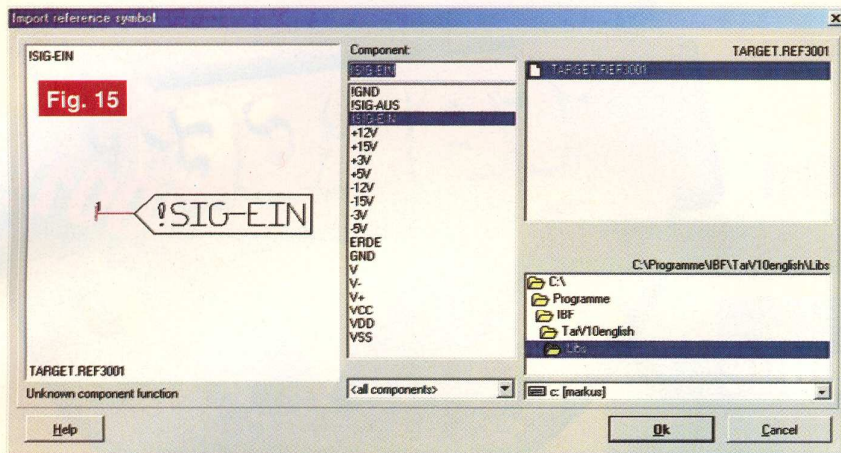 Import reference symbol
!SIG-EIN
Fig. 15
1
!SIG-EIN
TARGET.REF3001
Unknown component function
Component:
!SIG-EIN
!GND
!SIG-AUS
!SIG-EIN
+12V
+15V
+3V
+5V
-12V
-15V
-3V
-5V
ERDE
GND
V
V-
V+
VCC
VDD
VSS
<all components>
TARGET.REF3001
TARGET.REF3001
C:\Programme\IBF\TarV10english\Libs
C:\
Programme
IBF
TarV10english
Libs
c: [markus]
Help
Ok
Cancel